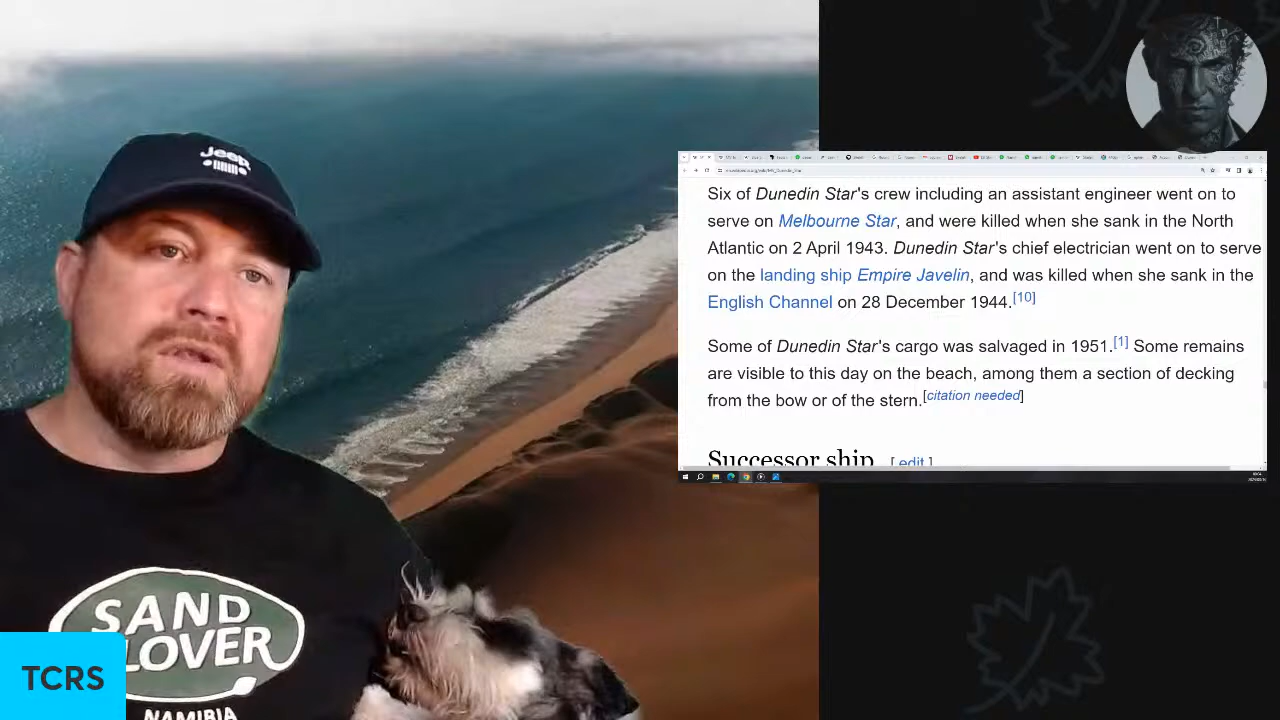 Jeep
SAND
LOVER
NAMIBIA
TCRS
Six of Dunedin Star's crew including an assistant engineer went on to
serve on Melbourne Star, and were killed when she sank in the North
Atlantic on 2 April 1943. Dunedin Star's chief electrician went on to serve
on the landing ship Empire Javelin, and was killed when she sank in the
English Channel on 28 December 1944.[10]
Some of Dunedin Star's cargo was salvaged in 1951.[1] Some remains
are visible to this day on the beach, among them a section of decking
from the bow or of the stern.[citation needed]
Successor ship [ edit ]